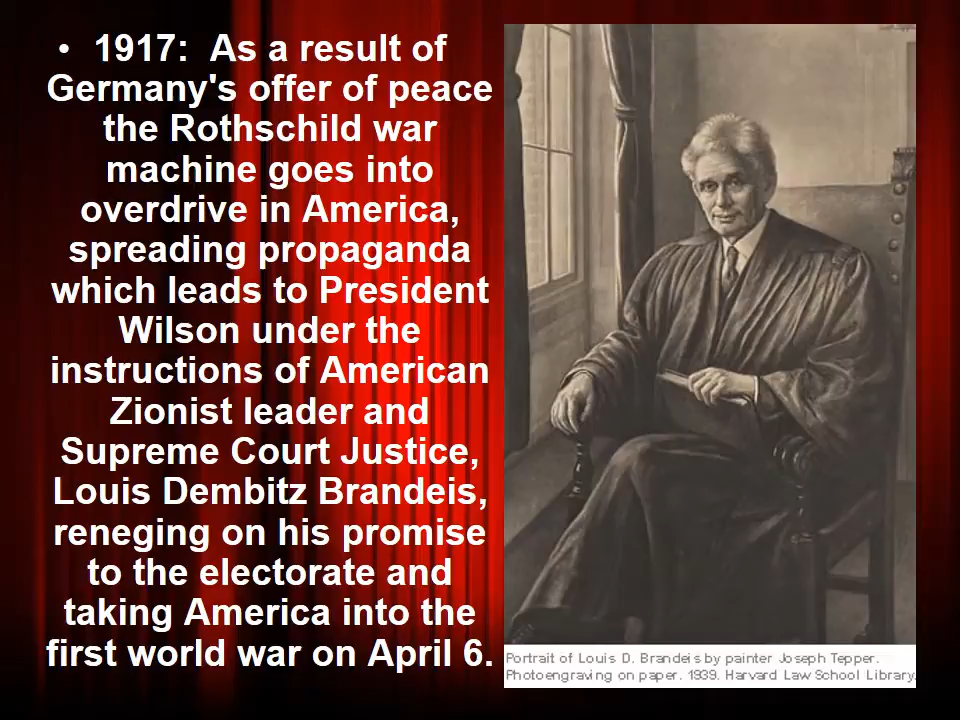 • 1917:  As a result of
Germany's offer of peace
the Rothschild war
machine goes into
overdrive in America,
spreading propaganda
which leads to President
Wilson under the
instructions of American
Zionist leader and
Supreme Court Justice,
Louis Dembitz Brandeis,
reneging on his promise
to the electorate and
taking America into the
first world war on April 6.
Portrait of Louis D. Brandeis by painter Joseph Tepper.
Photoengraving on paper. 1939. Harvard Law School Library.